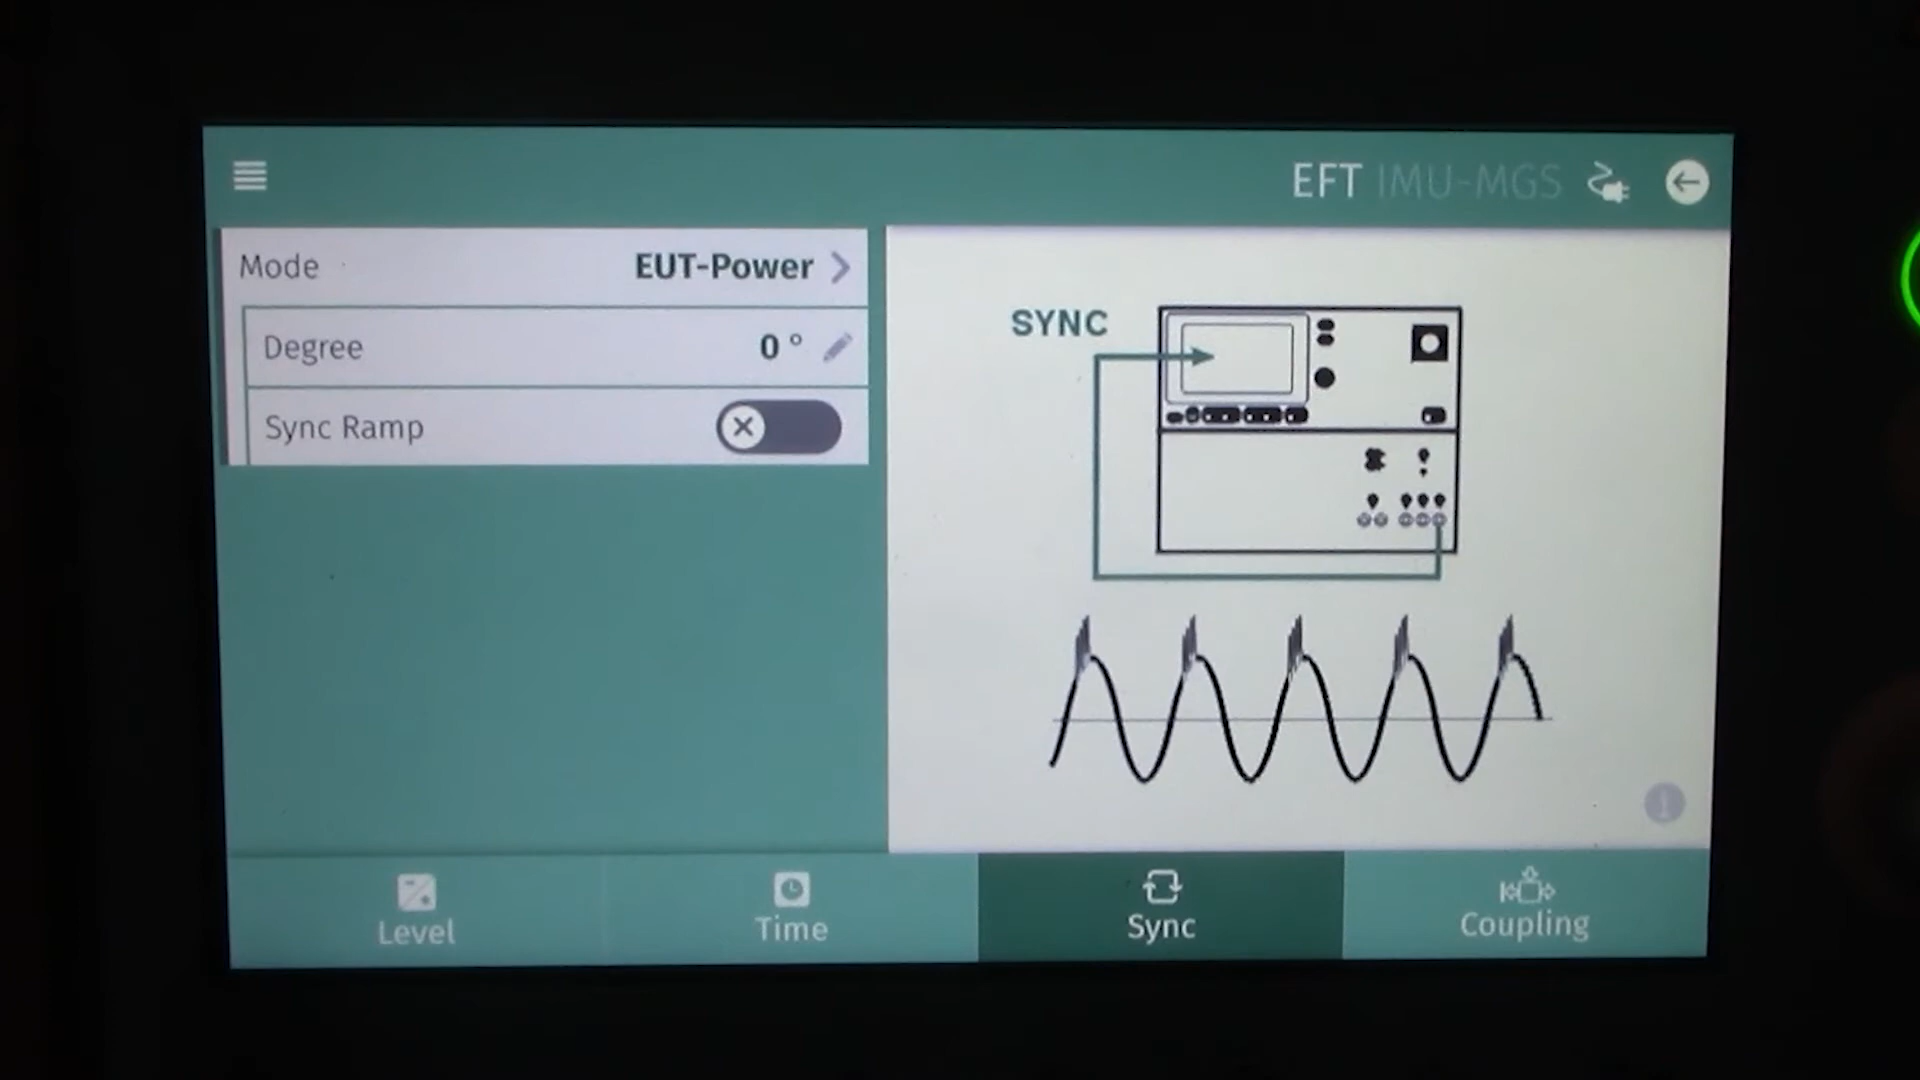 EFT IMU-MGS
Mode EUT-Power
Degree 0 °
Sync Ramp
SYNC
Level
Time
Sync
Coupling